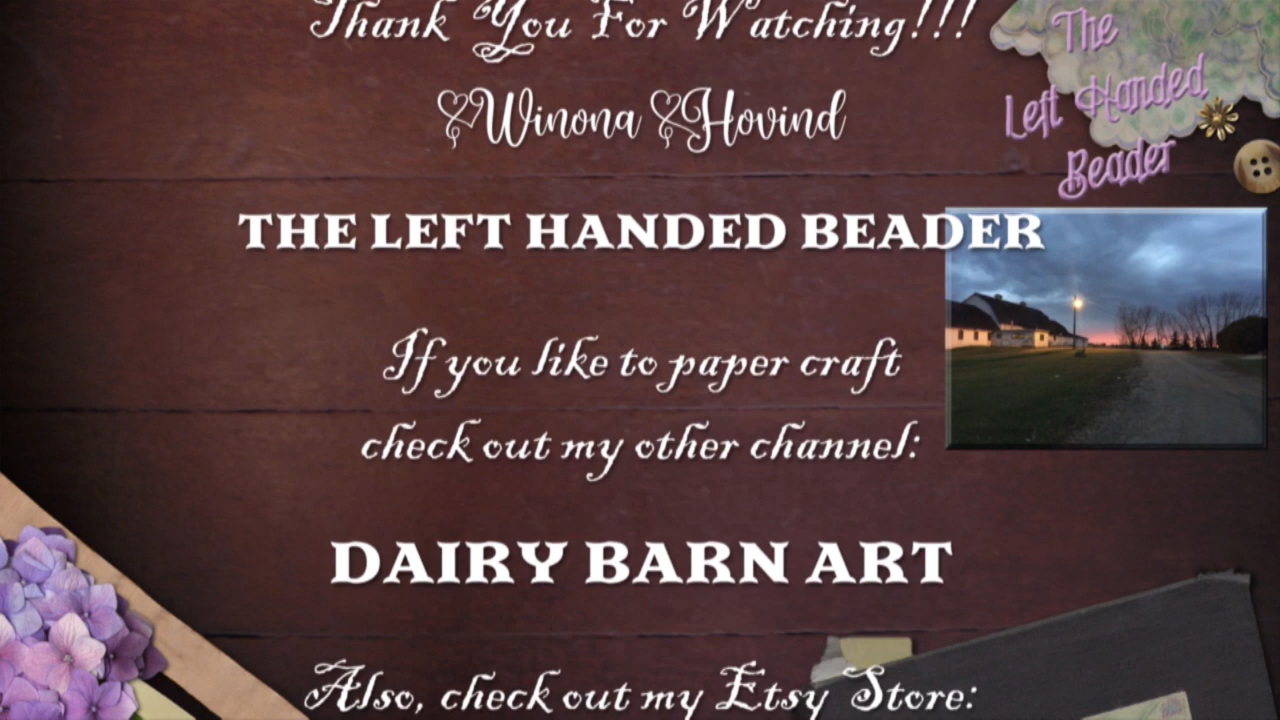 Thank You For Watching!!!
Winona Hovind
The
Left Handed
Beader
THE LEFT HANDED BEADER
If you like to paper craft
check out my other channel:
DAIRY BARN ART
Also, check out my Etsy Store: